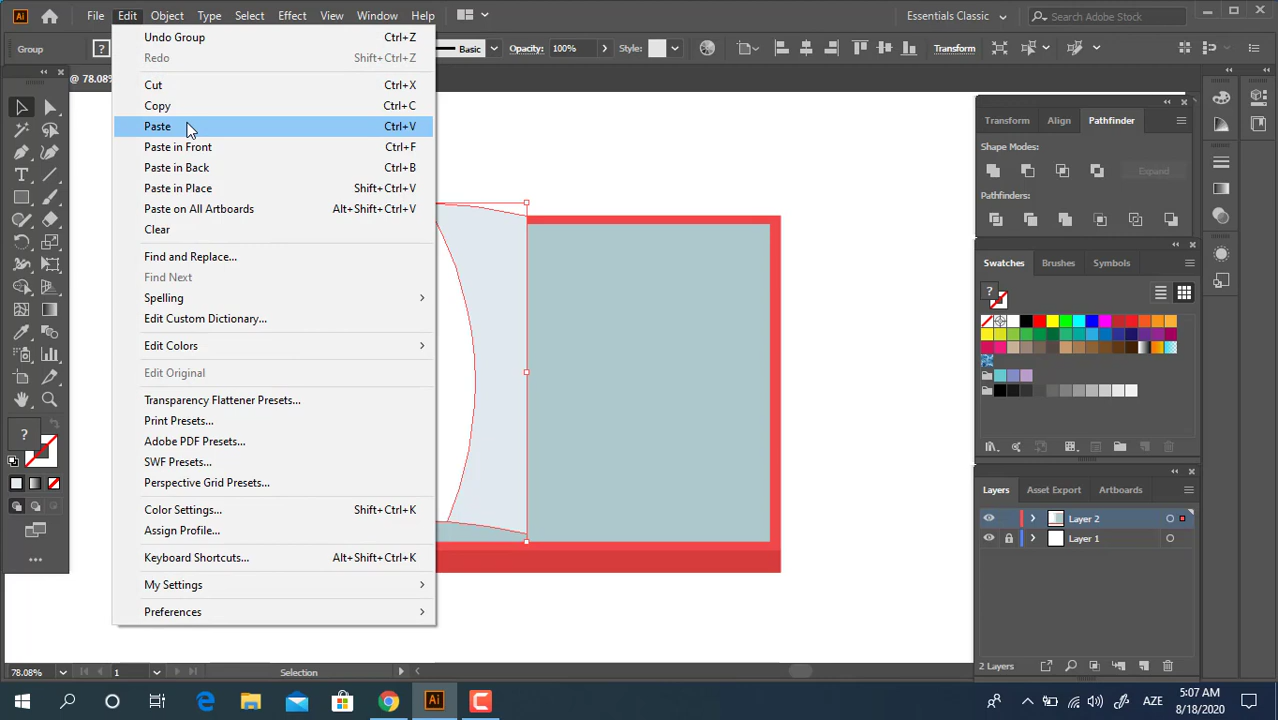 Ai File Edit Object Type Select Effect View Window Help Essentials Classic Search Adobe Stock
Group ? Basic Opacity: 100% Style: Transform
@ 78.08%
Undo Group Ctrl+Z
Redo Shift+Ctrl+Z
Cut Ctrl+X
Copy Ctrl+C
Paste Ctrl+V
Paste in Front Ctrl+F
Paste in Back Ctrl+B
Paste in Place Shift+Ctrl+V
Paste on All Artboards Alt+Shift+Ctrl+V
Clear
Find and Replace...
Find Next
Spelling
Edit Custom Dictionary...
Edit Colors
Edit Original
Transparency Flattener Presets...
Print Presets...
Adobe PDF Presets...
SWF Presets...
Perspective Grid Presets...
Color Settings... Shift+Ctrl+K
Assign Profile...
Keyboard Shortcuts... Alt+Shift+Ctrl+K
My Settings
Preferences
Transform Align Pathfinder
Shape Modes:
Expand
Pathfinders:
Swatches Brushes Symbols
?
Layers Asset Export Artboards
Layer 2
Layer 1
2 Layers
?
78.08% 1 Selection
Ai AZE
5:07 AM
8/18/2020